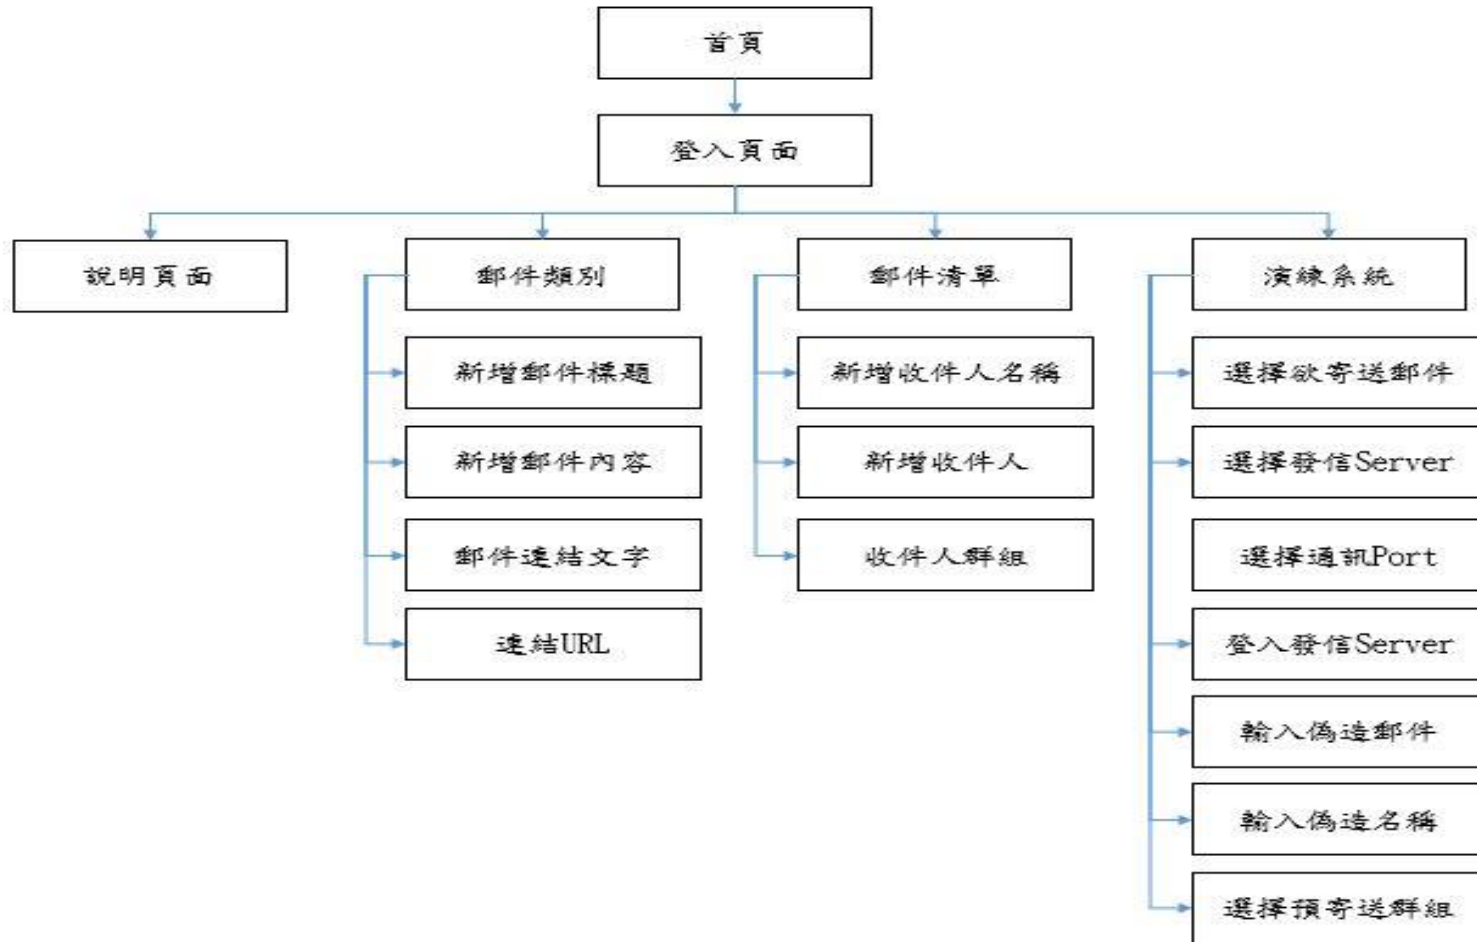 首頁
登入頁面
說明頁面
郵件類別
新增郵件標題
新增郵件內容
郵件連結文字
連結URL
郵件清單
新增收件人名稱
新增收件人
收件人群組
演練系統
選擇欲寄送郵件
選擇發信Server
選擇通訊Port
登入發信Server
輸入偽造郵件
輸入偽造名稱
選擇預寄送群組